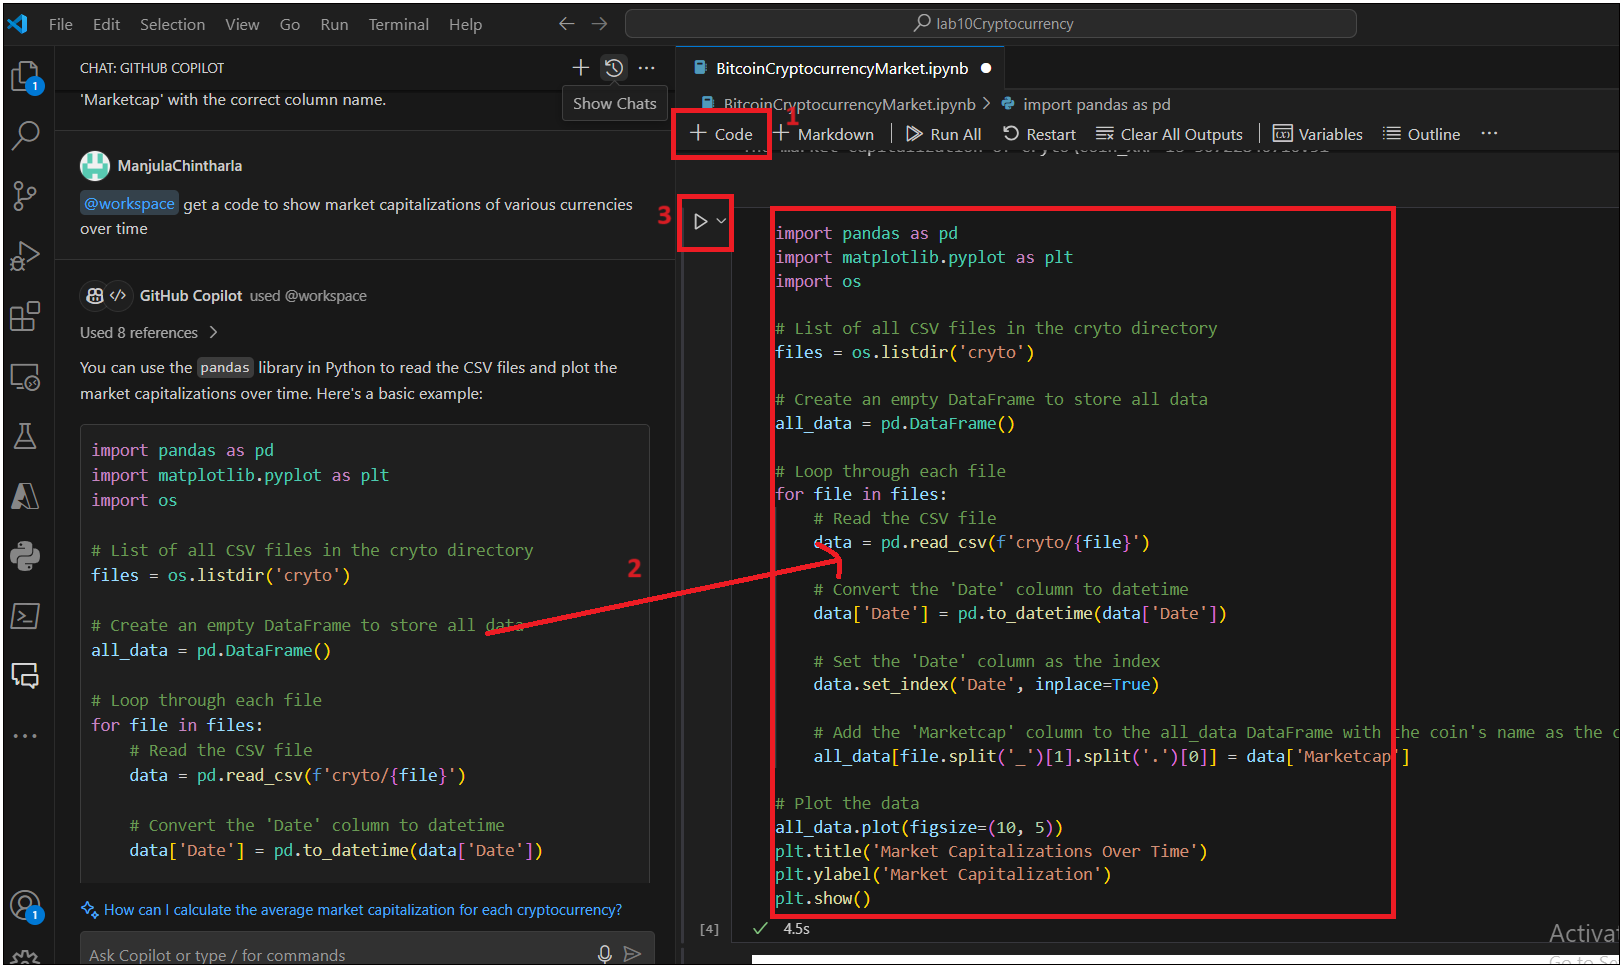 File Edit Selection View Go Run Terminal Help
lab10Cryptocurrency
CHAT: GITHUB COPILOT
'Marketcap' with the correct column name.
Show Chats
ManjulaChintharla
@workspace get a code to show market capitalizations of various currencies
over time
GitHub Copilot used @workspace
Used 8 references
You can use the pandas library in Python to read the CSV files and plot the
market capitalizations over time. Here's a basic example:
import pandas as pd
import matplotlib.pyplot as plt
import os
# List of all CSV files in the cryto directory
files = os.listdir('cryto')
# Create an empty DataFrame to store all data
all_data = pd.DataFrame()
# Loop through each file
for file in files:
# Read the CSV file
data = pd.read_csv(f'cryto/{file}')
# Convert the 'Date' column to datetime
data['Date'] = pd.to_datetime(data['Date'])
How can I calculate the average market capitalization for each cryptocurrency?
Ask Copilot or type / for commands
1
1
2
BitcoinCryptocurrencyMarket.ipynb
BitcoinCryptocurrencyMarket.ipynb > import pandas as pd
1
+ Code + Markdown Run All Restart Clear All Outputs Variables Outline ...
3
import pandas as pd
import matplotlib.pyplot as plt
import os
# List of all CSV files in the cryto directory
files = os.listdir('cryto')
# Create an empty DataFrame to store all data
all_data = pd.DataFrame()
# Loop through each file
for file in files:
# Read the CSV file
data = pd.read_csv(f'cryto/{file}')
# Convert the 'Date' column to datetime
data['Date'] = pd.to_datetime(data['Date'])
# Set the 'Date' column as the index
data.set_index('Date', inplace=True)
# Add the 'Marketcap' column to the all_data DataFrame with the coin's name as the c
all_data[file.split('_')[1].split('.')[0]] = data['Marketcap']
# Plot the data
all_data.plot(figsize=(10, 5))
plt.title('Market Capitalizations Over Time')
plt.ylabel('Market Capitalization')
plt.show()
[4] 4.5s
Activat